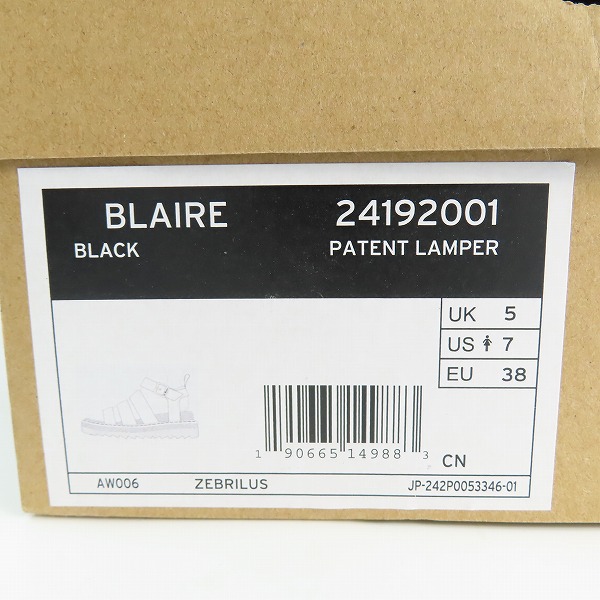 BLAIRE 24192001
BLACK PATENT LAMPER
UK 5
US 7
EU 38
1 90665 14988 3
CN
AW006 ZEBRILUS JP-242P0053346-01